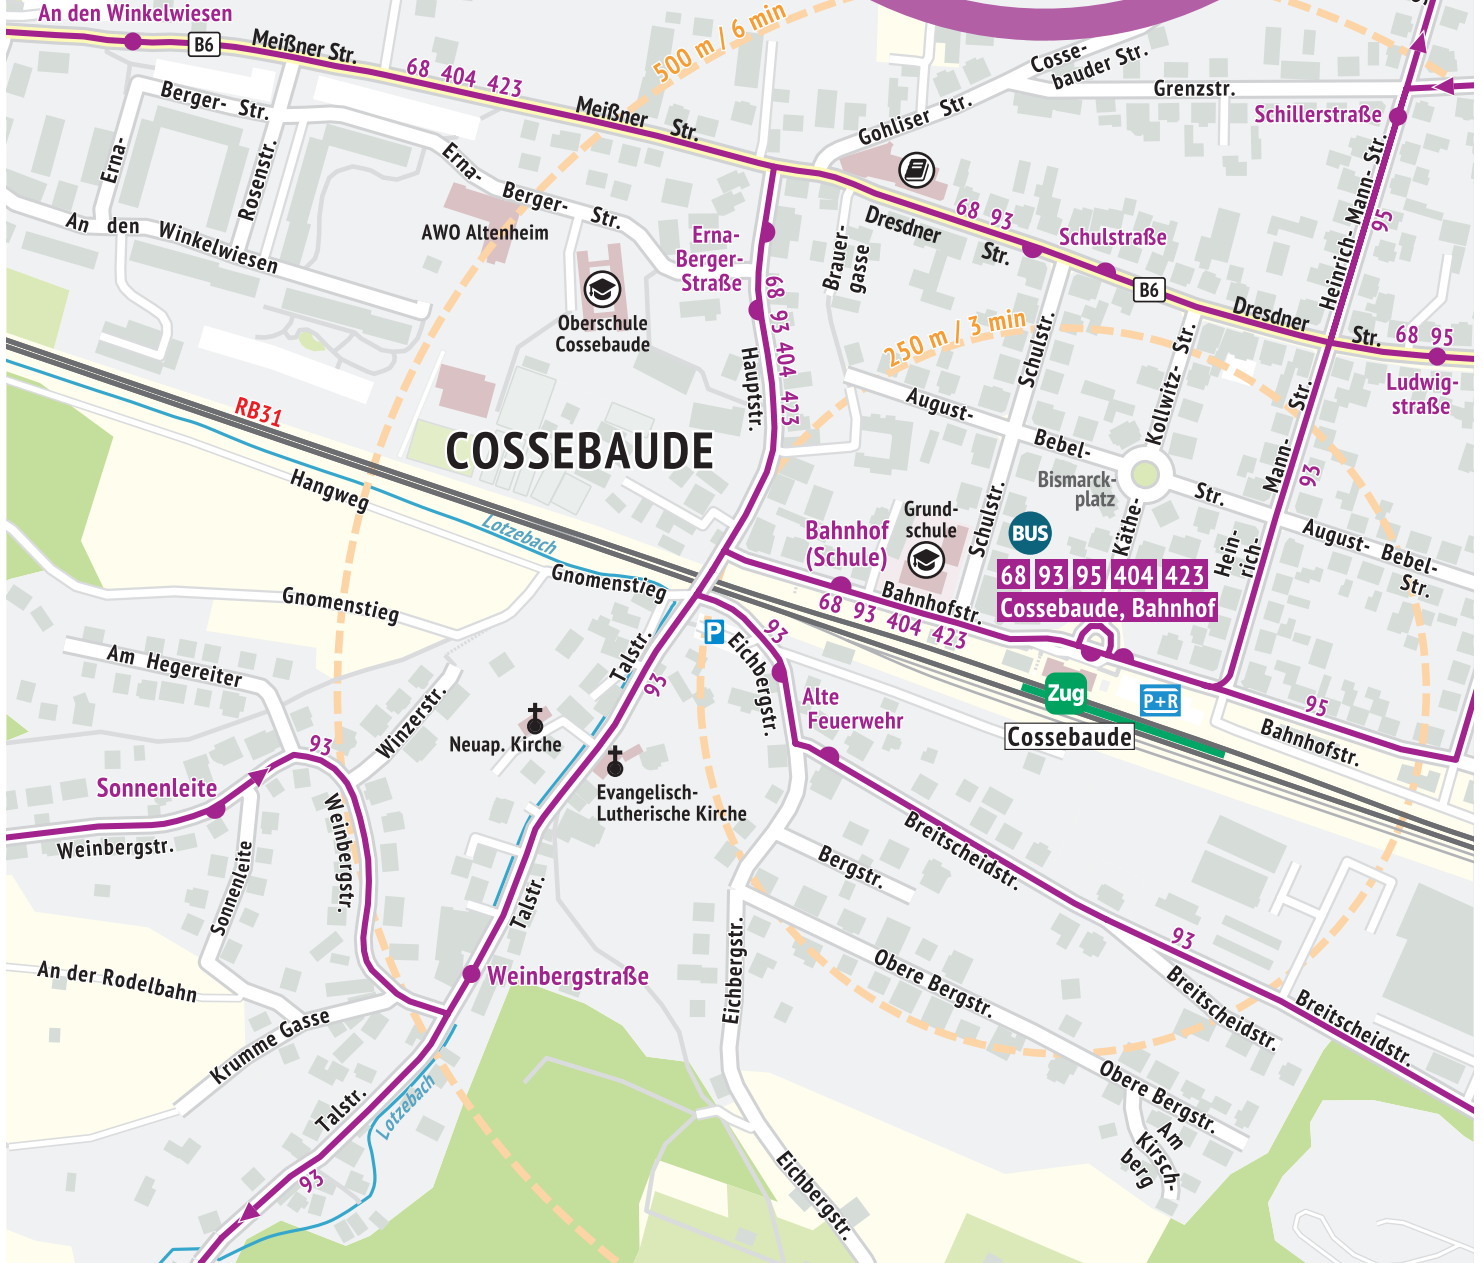 An den Winkelwiesen
B6
Meißner Str.
68 404 423
500 m / 6 min
Meißner Str.
Cosse-
bauder Str.
Grenzstr.
Gohliser Str.
Schillerstraße
Berger- Str.
Erna-
Rosenstr.
Erna-
Berger- Str.
An den Winkelwiesen
AWO Altenheim
Erna-
Berger-
Straße
Brauer-
gasse
Dresdner Str.
68 93
Schulstraße
B6
Heinrich- Mann- Str.
95
Dresdner Str.
68 95
Ludwig-
straße
Oberschule
Cossebaude
68 93 404 423
Hauptstr.
250 m / 3 min
Schulstr.
Kollwitz- Str.
August-
Bebel-
Str.
August- Bebel-
Str.
Mann- Str.
93
Hein-
rich-
RB31
COSSEBAUDE
Hangweg
Lotzebach
Bismarck-
platz
Käthe-
Schulstr.
Grund-
schule
Bahnhof
(Schule)
BUS
68 93 95 404 423
Cossebaude, Bahnhof
Bahnhofstr.
68 93 404 423
Gnomenstieg
Gnomenstieg
P
93
Eichbergstr.
Talstr.
93
Am Hegereiter
Winzerstr.
Alte
Feuerwehr
Zug
P+R
Cossebaude
95
Bahnhofstr.
Neuap. Kirche
Evangelisch-
Lutherische Kirche
93
Sonnenleite
Weinbergstr.
Weinbergstr.
Sonnenleite
Breitscheidstr.
Bergstr.
Talstr.
93
Weinbergstraße
An der Rodelbahn
Krumme Gasse
Eichbergstr.
Obere Bergstr.
Breitscheidstr.
Breitscheidstr.
Talstr.
Lotzebach
93
Obere Bergstr.
Am
Kirsch-
berg
Eichbergstr.